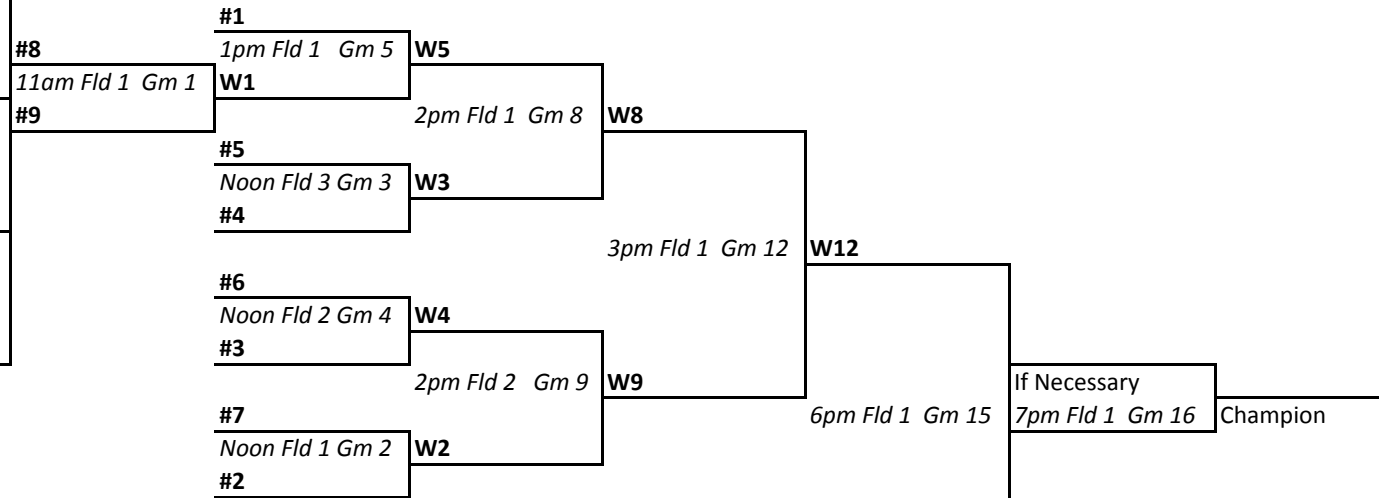 #1
#8
1pm Fld 1 Gm 5
W5
11am Fld 1 Gm 1
W1
#9
2pm Fld 1 Gm 8
W8
#5
Noon Fld 3 Gm 3
W3
#4
3pm Fld 1 Gm 12
W12
#6
Noon Fld 2 Gm 4
W4
#3
2pm Fld 2 Gm 9
W9
If Necessary
#7
6pm Fld 1 Gm 15
7pm Fld 1 Gm 16
Champion
Noon Fld 1 Gm 2
W2
#2